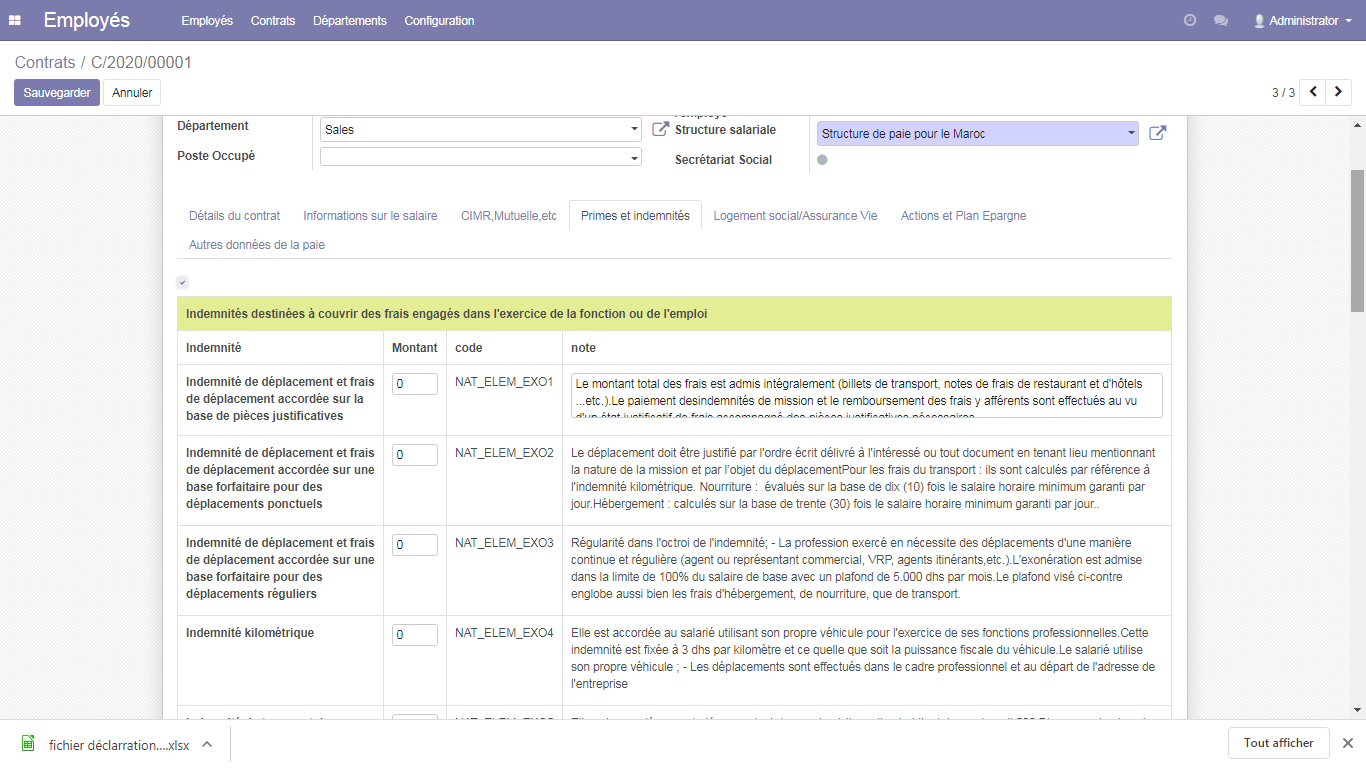 Employés Employés Contrats Départements Configuration Administrator
Contrats / C/2020/00001
Sauvegarder Annuler 3 / 3
Département Sales
Structure salariale Structure de paie pour le Maroc
Poste Occupé
Secrétariat Social
Détails du contrat Informations sur le salaire CIMR,Mutuelle,etc Primes et indemnités Logement social/Assurance Vie Actions et Plan Epargne
Autres données de la paie
Indemnités destinées à couvrir des frais engagés dans l'exercice de la fonction ou de l'emploi
Indemnité Montant code note
Indemnité de déplacement et frais
de déplacement accordée sur la
base de pièces justificatives
0
NAT_ELEM_EXO1
Le montant total des frais est admis intégralement (billets de transport, notes de frais de restaurant et d'hôtels
...etc.).Le paiement desindemnités de mission et le remboursement des frais y afférents sont effectués au vu
d'un état justificatif de frais accompagné des pièces justificatives nécessaires
Indemnité de déplacement et frais
de déplacement accordée sur une
base forfaitaire pour des
déplacements ponctuels
0
NAT_ELEM_EXO2
Le déplacement doit être justifié par l'ordre écrit délivré à l'intéressé ou tout document en tenant lieu mentionnant
la nature de la mission et par l'objet du déplacementPour les frais du transport : ils sont calculés par référence à
l'indemnité kilométrique. Nourriture : évalués sur la base de dix (10) fois le salaire horaire minimum garanti par
jour.Hébergement : calculés sur la base de trente (30) fois le salaire horaire minimum garanti par jour..
Indemnité de déplacement et frais
de déplacement accordée sur une
base forfaitaire pour des
déplacements réguliers
0
NAT_ELEM_EXO3
Régularité dans l'octroi de l'indemnité; - La profession exercé en nécessite des déplacements d'une manière
continue et régulière (agent ou représentant commercial, VRP, agents itinérants,etc.).L'exonération est admise
dans la limite de 100% du salaire de base avec un plafond de 5.000 dhs par mois.Le plafond visé ci-contre
englobe aussi bien les frais d'hébergement, de nourriture, que de transport.
Indemnité kilométrique
0
NAT_ELEM_EXO4
Elle est accordée au salarié utilisant son propre véhicule pour l'exercice de ses fonctions professionnelles.Cette
indemnité est fixée à 3 dhs par kilomètre et ce quelle que soit la puissance fiscale du véhicule.Le salarié utilise
son propre véhicule ; - Les déplacements sont effectués dans le cadre professionnel et au départ de l'adresse de
l'entreprise
fichier déclarration....xlsx Tout afficher